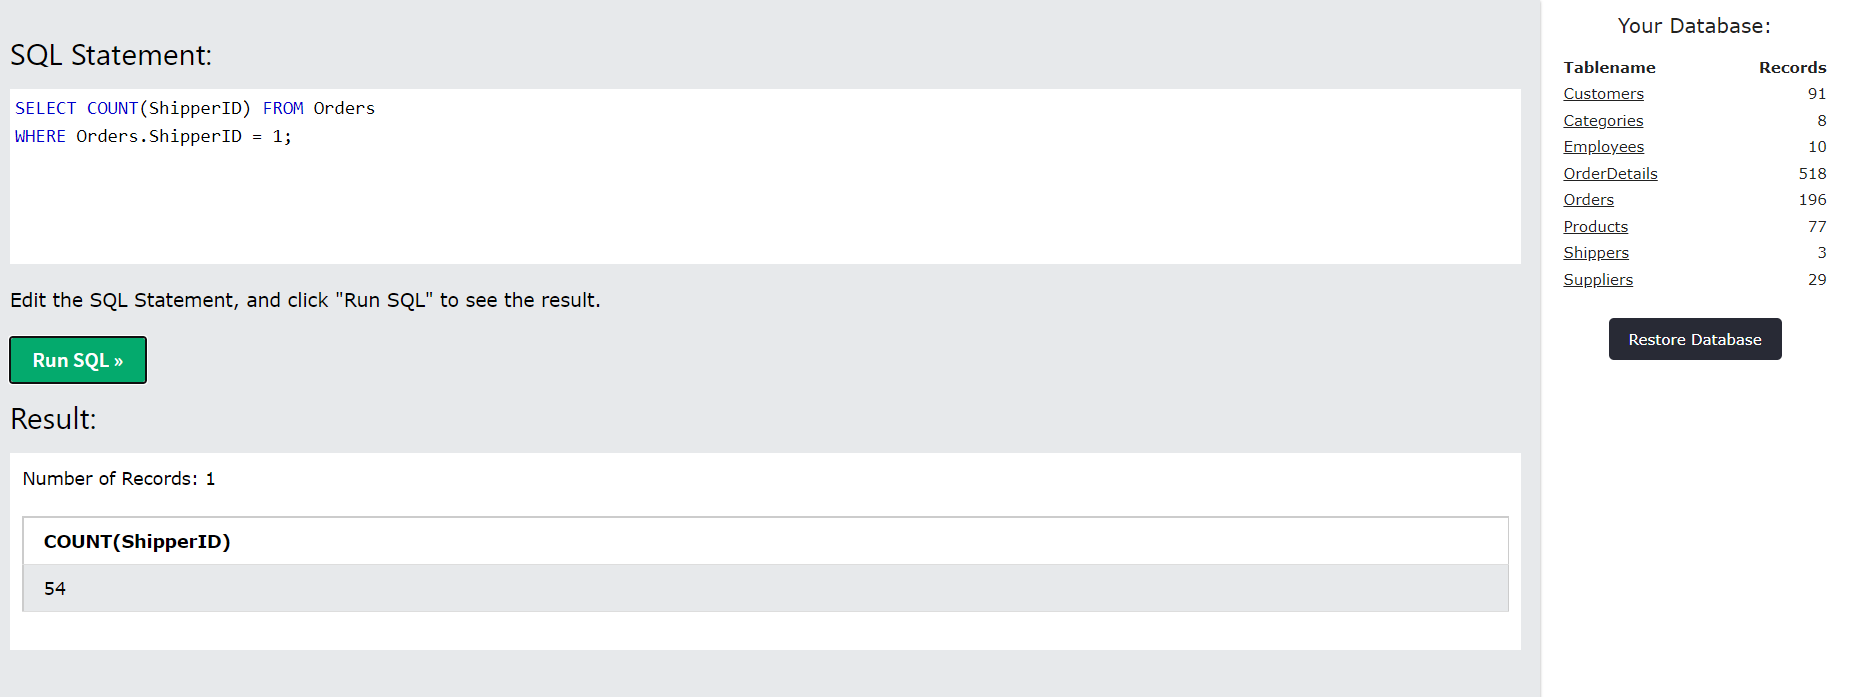 SQL Statement:
SELECT COUNT(ShipperID) FROM Orders
WHERE Orders.ShipperID = 1;
Edit the SQL Statement, and click "Run SQL" to see the result.
Run SQL »
Result:
Number of Records: 1
COUNT(ShipperID)
54
Your Database:
Tablename Records
Customers 91
Categories 8
Employees 10
OrderDetails 518
Orders 196
Products 77
Shippers 3
Suppliers 29
Restore Database